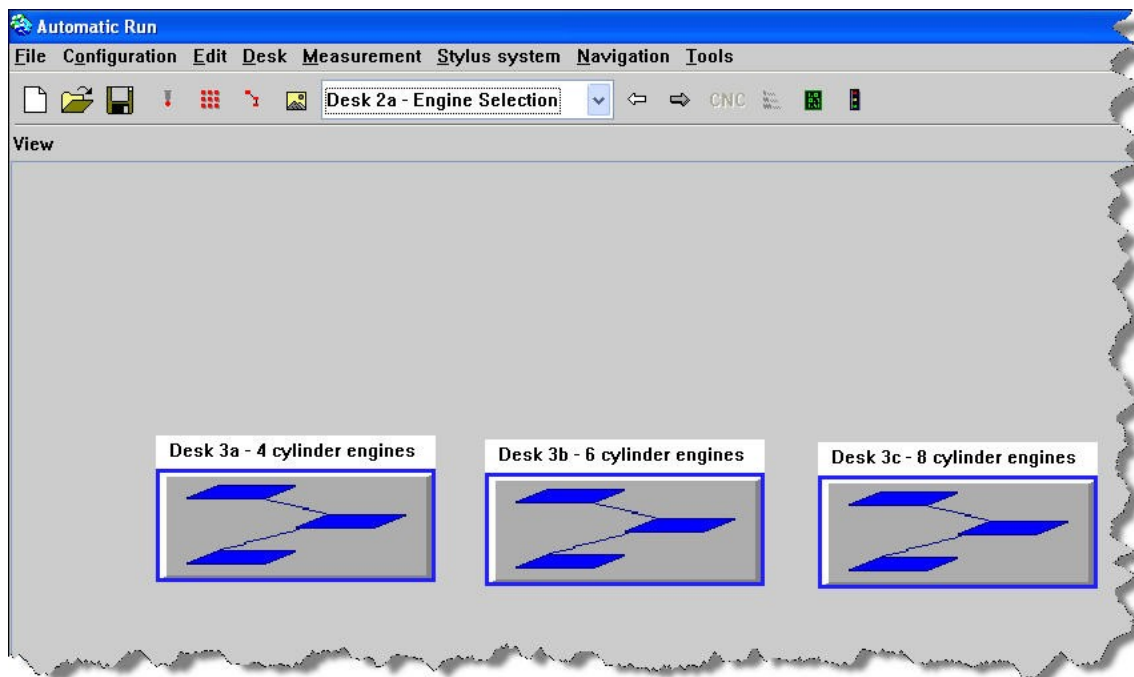 Automatic Run
File Configuration Edit Desk Measurement Stylus system Navigation Tools
Desk 2a - Engine Selection CNC
View
Desk 3a - 4 cylinder engines
Desk 3b - 6 cylinder engines
Desk 3c - 8 cylinder engines